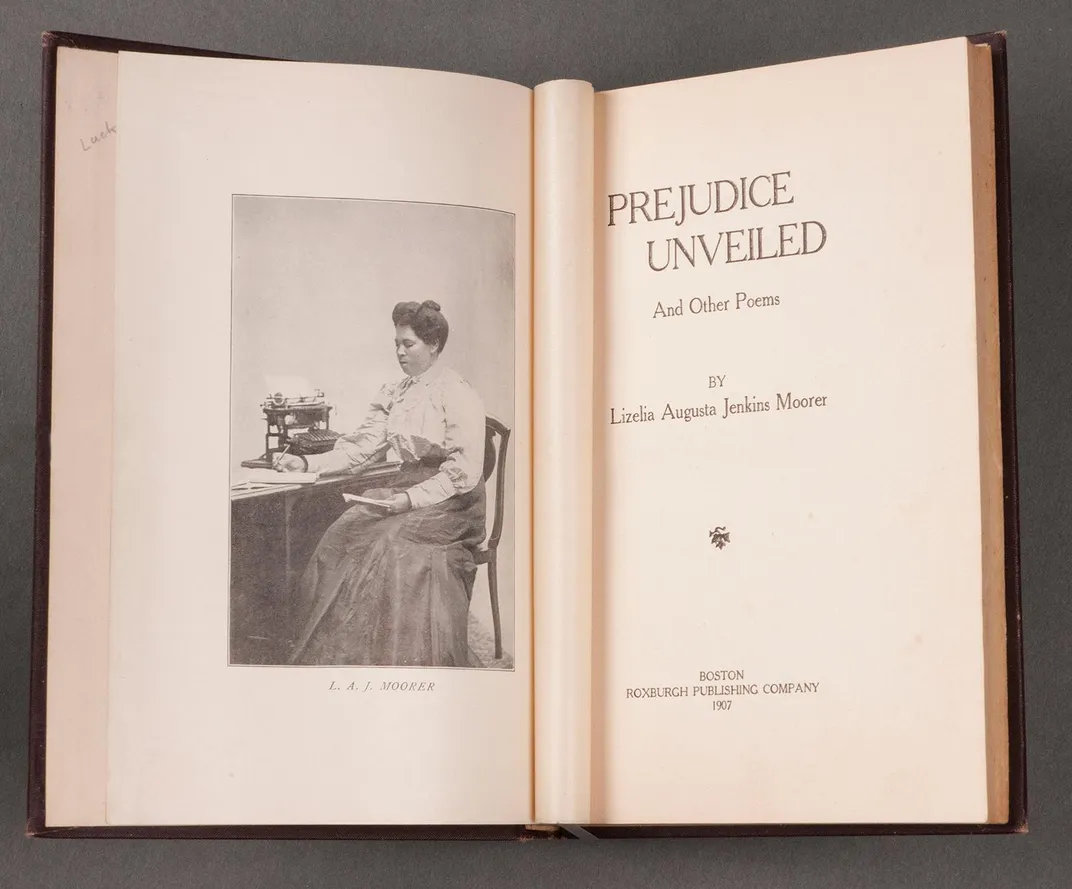 L. A. J. MOORER
PREJUDICE
UNVEILED
And Other Poems
BY
Lizelia Augusta Jenkins Moorer
BOSTON
ROXBURGH PUBLISHING COMPANY
1907